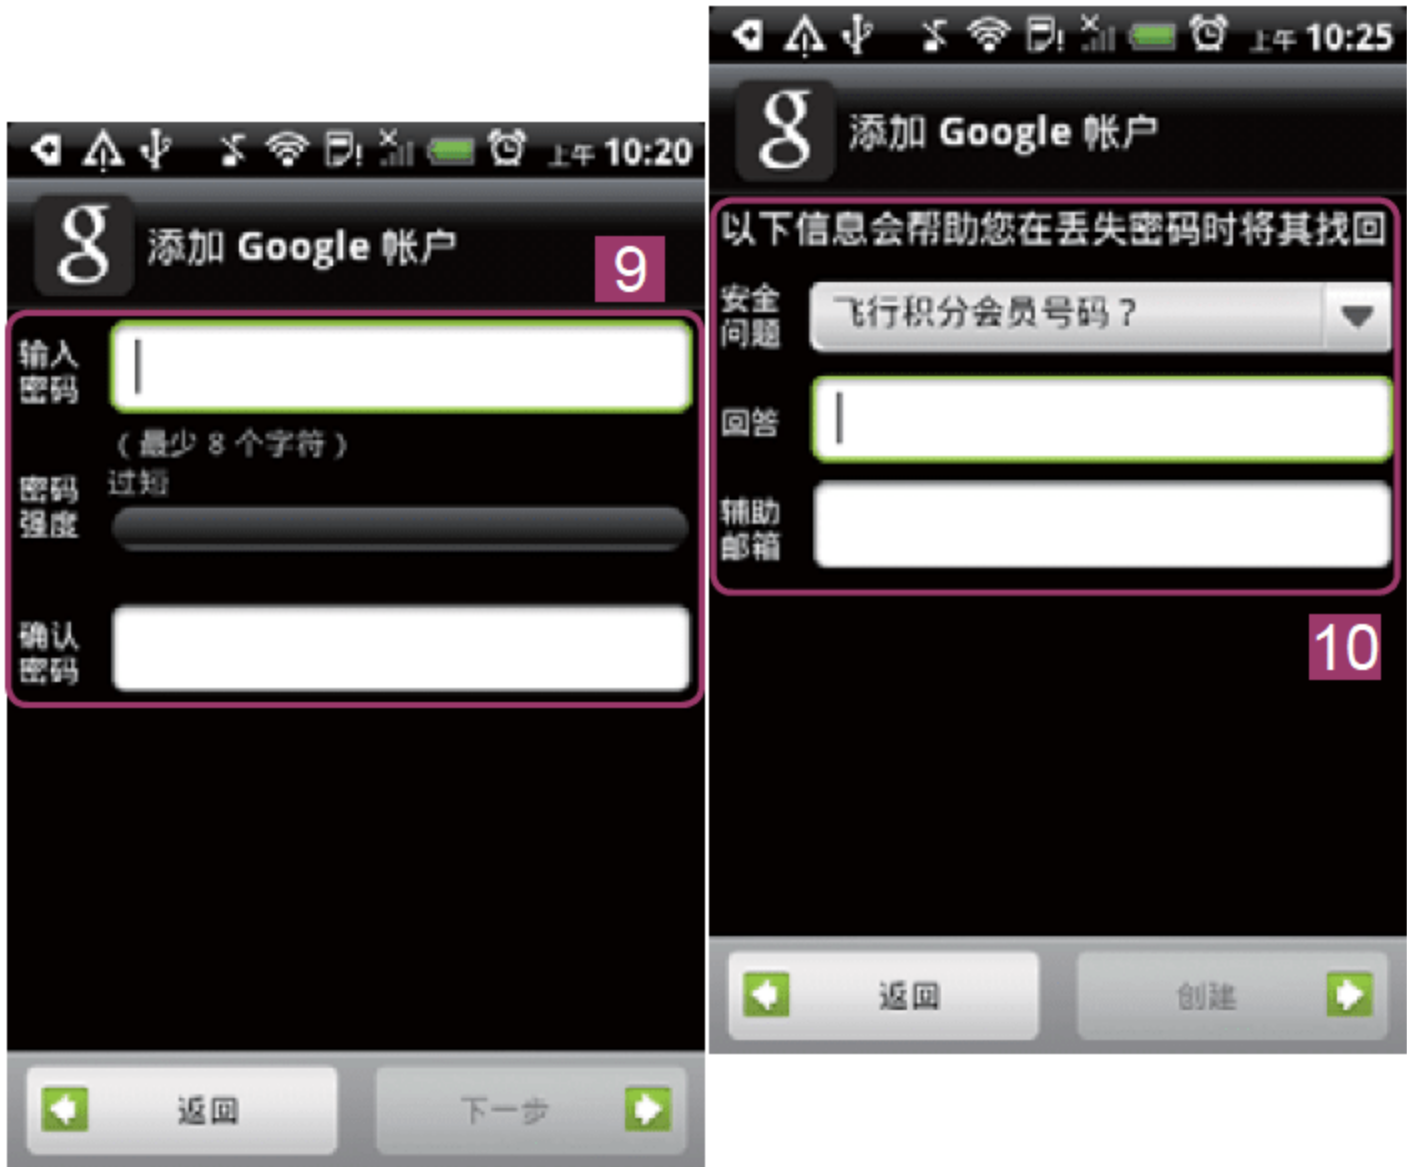 上午 10:20
添加 Google 帐户
9
输入
密码
（最少 8 个字符）
密码
强度
过短
确认
密码
返回
下一步
上午 10:25
添加 Google 帐户
以下信息会帮助您在丢失密码时将其找回
安全
问题
飞行积分会员号码？
回答
辅助
邮箱
10
返回
创建